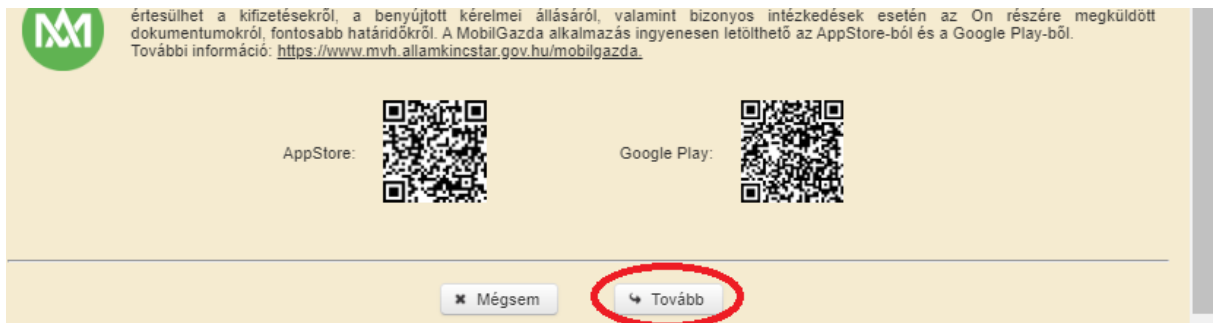 értesülhet a kifizetésekről, a benyújtott kérelmei állásáról, valamint bizonyos intézkedések esetén az Ön részére megküldött
dokumentumokról, fontosabb határidőkről. A MobilGazda alkalmazás ingyenesen letölthető az AppStore-ból és a Google Play-ből.
További információ: https://www.mvh.allamkincstar.gov.hu/mobilgazda.
AppStore:
Google Play:
Mégsem
Tovább